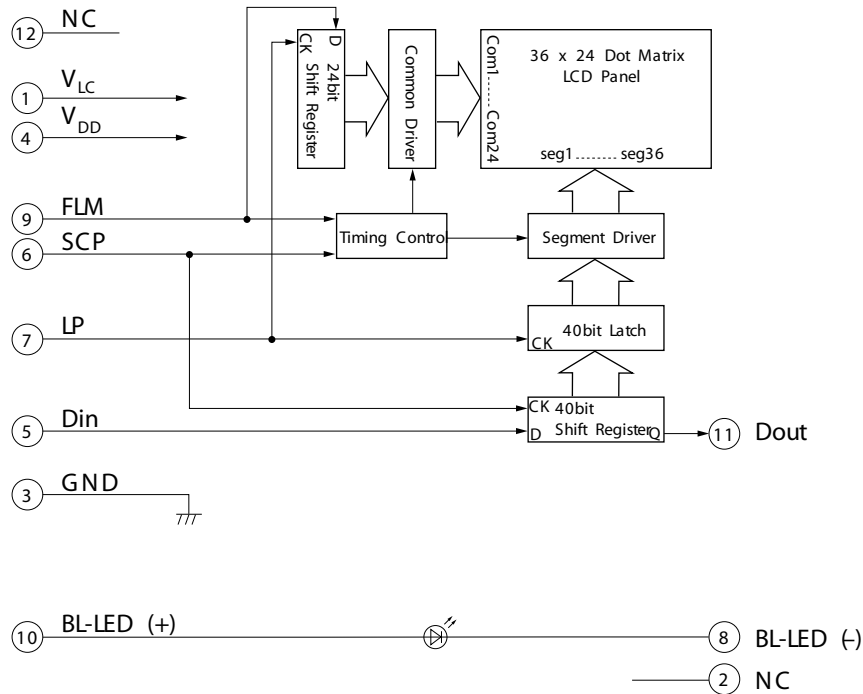 12 NC
1 VLC
4 VDD
9 FLM
6 SCP
7 LP
5 Din
3 GND
10 BL-LED (+)
D
CK
24bit
Shift Register
Common Driver
Com1.......Com24
36 x 24 Dot Matrix
LCD Panel
seg1......... seg36
Timing Control
Segment Driver
40bit Latch
CK
CK 40bit
D Shift Register Q
11 Dout
8 BL-LED (-)
2 NC